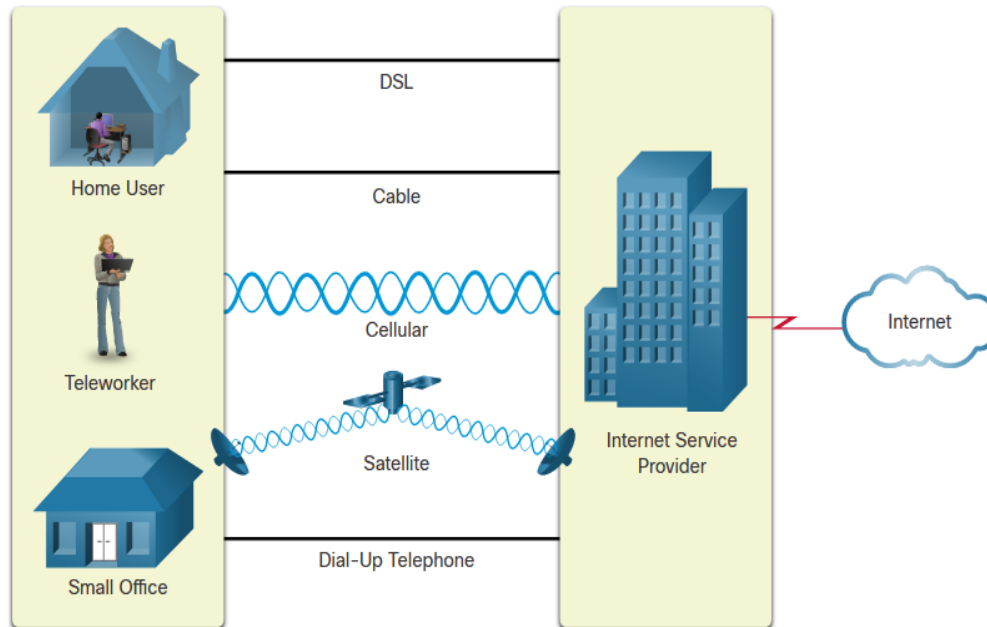 DSL
Home User
Cable
Cellular
Teleworker
Satellite
Internet Service
Provider
Internet
Dial-Up Telephone
Small Office